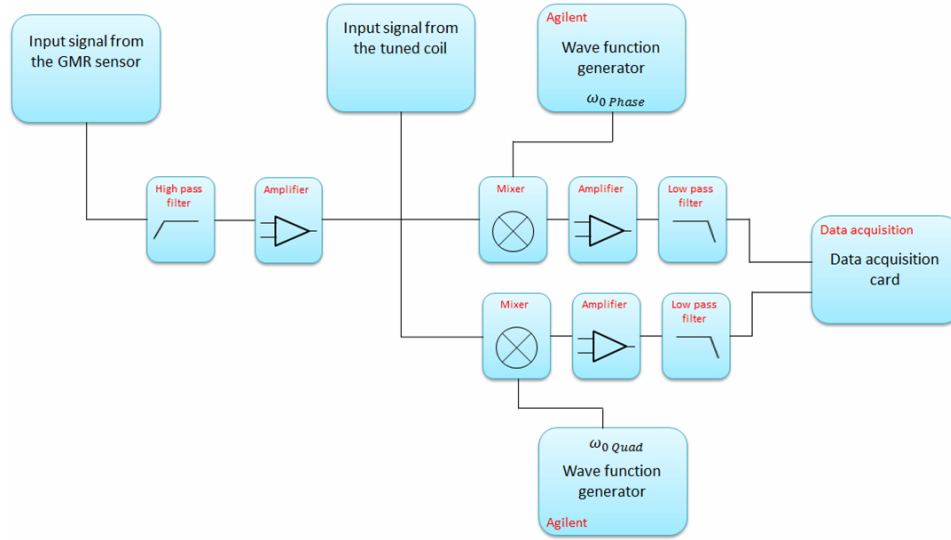 Input signal from
the GMR sensor
Input signal from
the tuned coil
Agilent
Wave function
generator
ω₀ Phase
High pass
filter
Amplifier
Mixer
Amplifier
Low pass
filter
Data acquisition
Data acquisition
card
Mixer
Amplifier
Low pass
filter
ω₀ Quad
Wave function
generator
Agilent